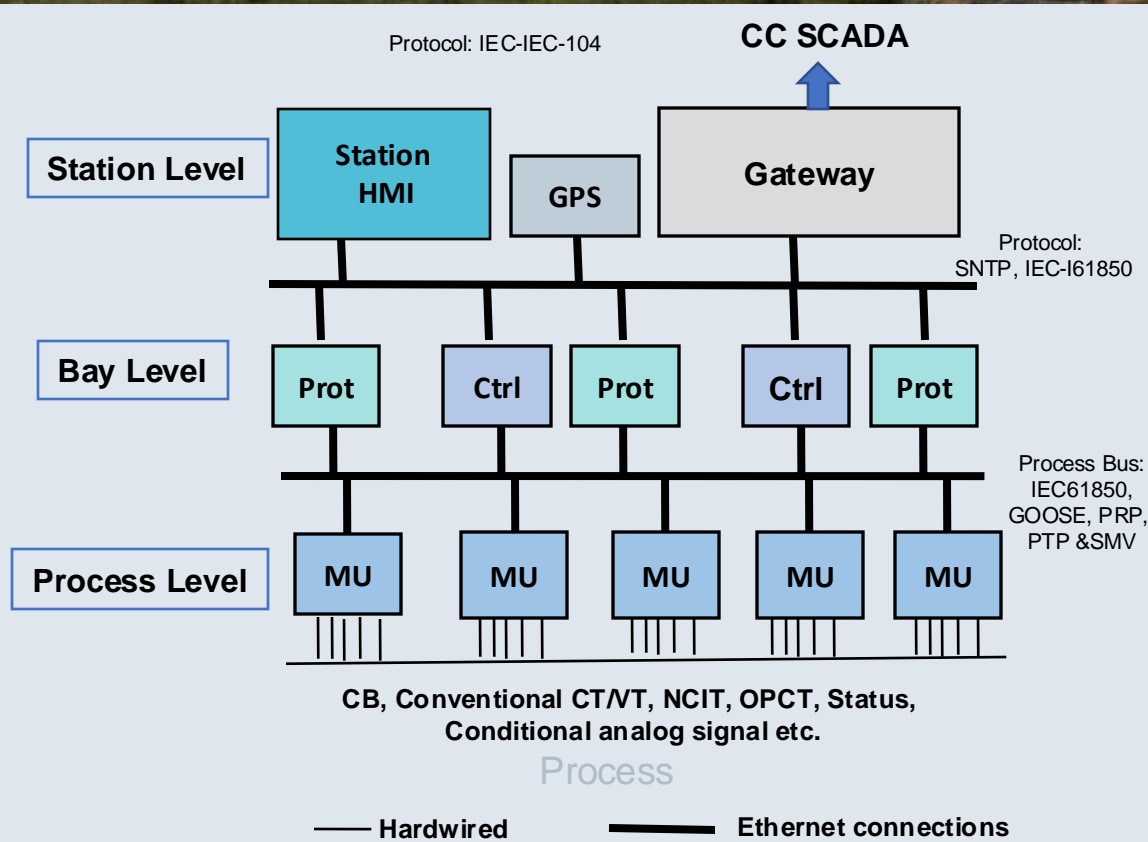 Protocol: IEC-IEC-104
CC SCADA
Station Level
Station
HMI
GPS
Gateway
Protocol:
SNTP, IEC-I61850
Bay Level
Prot
Ctrl
Prot
Ctrl
Prot
Process Bus:
IEC61850,
GOOSE, PRP,
PTP &SMV
Process Level
MU
MU
MU
MU
MU
CB, Conventional CT/VT, NCIT, OPCT, Status,
Conditional analog signal etc.
Process
Hardwired
Ethernet connections